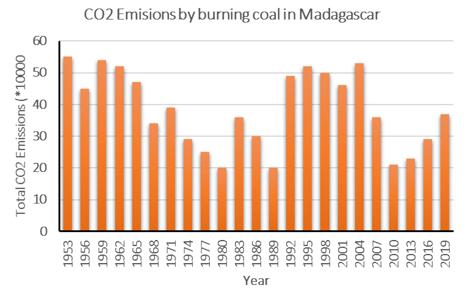 CO2 Emisions by burning coal in Madagascar
Total CO2 Emissions (*10000
60
50
40
30
20
10
0
1953 1956 1959 1962 1965 1968 1971 1974 1977 1980 1983 1986 1989 1992 1995 1998 2001 2004 2007 2010 2013 2016 2019
Year